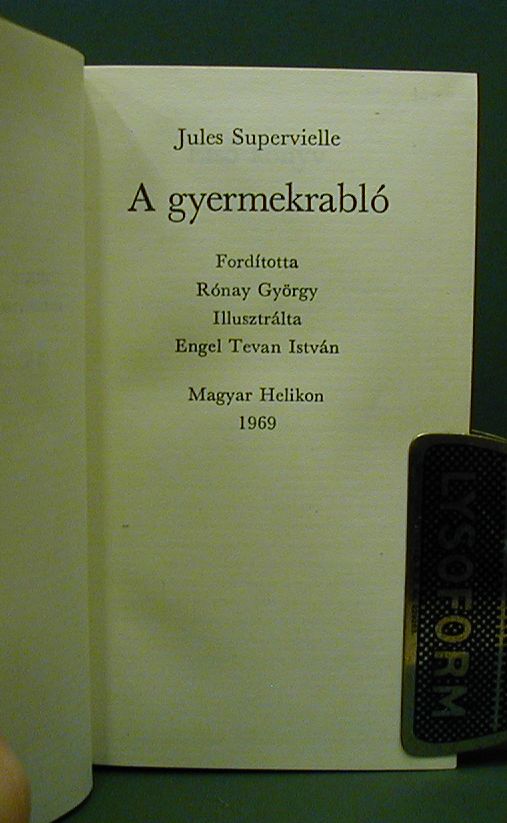 Jules Supervielle
A gyermekrabló
Fordította
Rónay György
Illusztrálta
Engel Tevan István
Magyar Helikon
1969
LYSOFORM